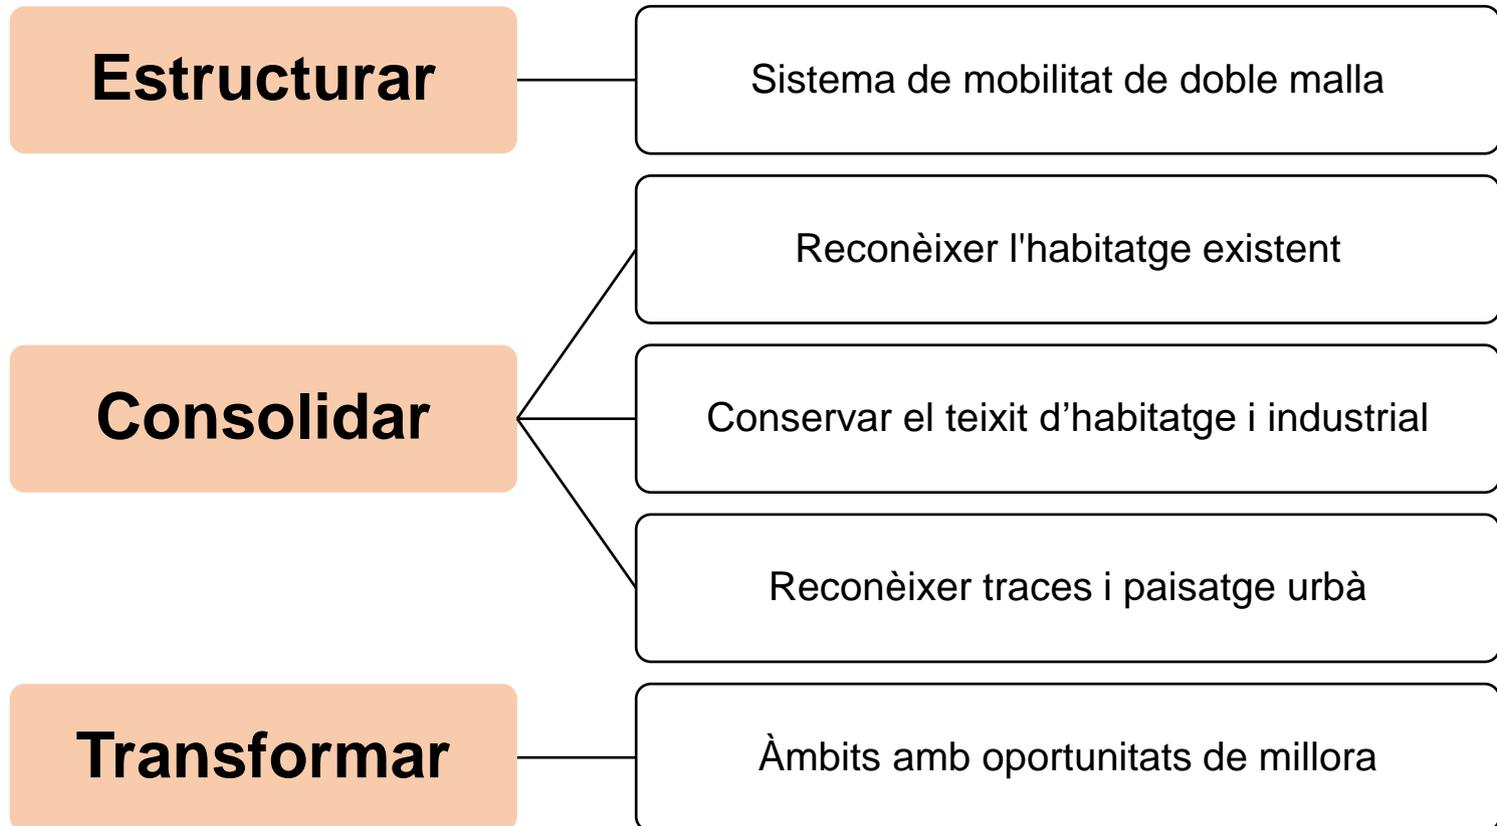 Estructurar
Sistema de mobilitat de doble malla
Consolidar
Reconèixer l'habitatge existent
Conservar el teixit d’habitatge i industrial
Reconèixer traces i paisatge urbà
Transformar
Àmbits amb oportunitats de millora